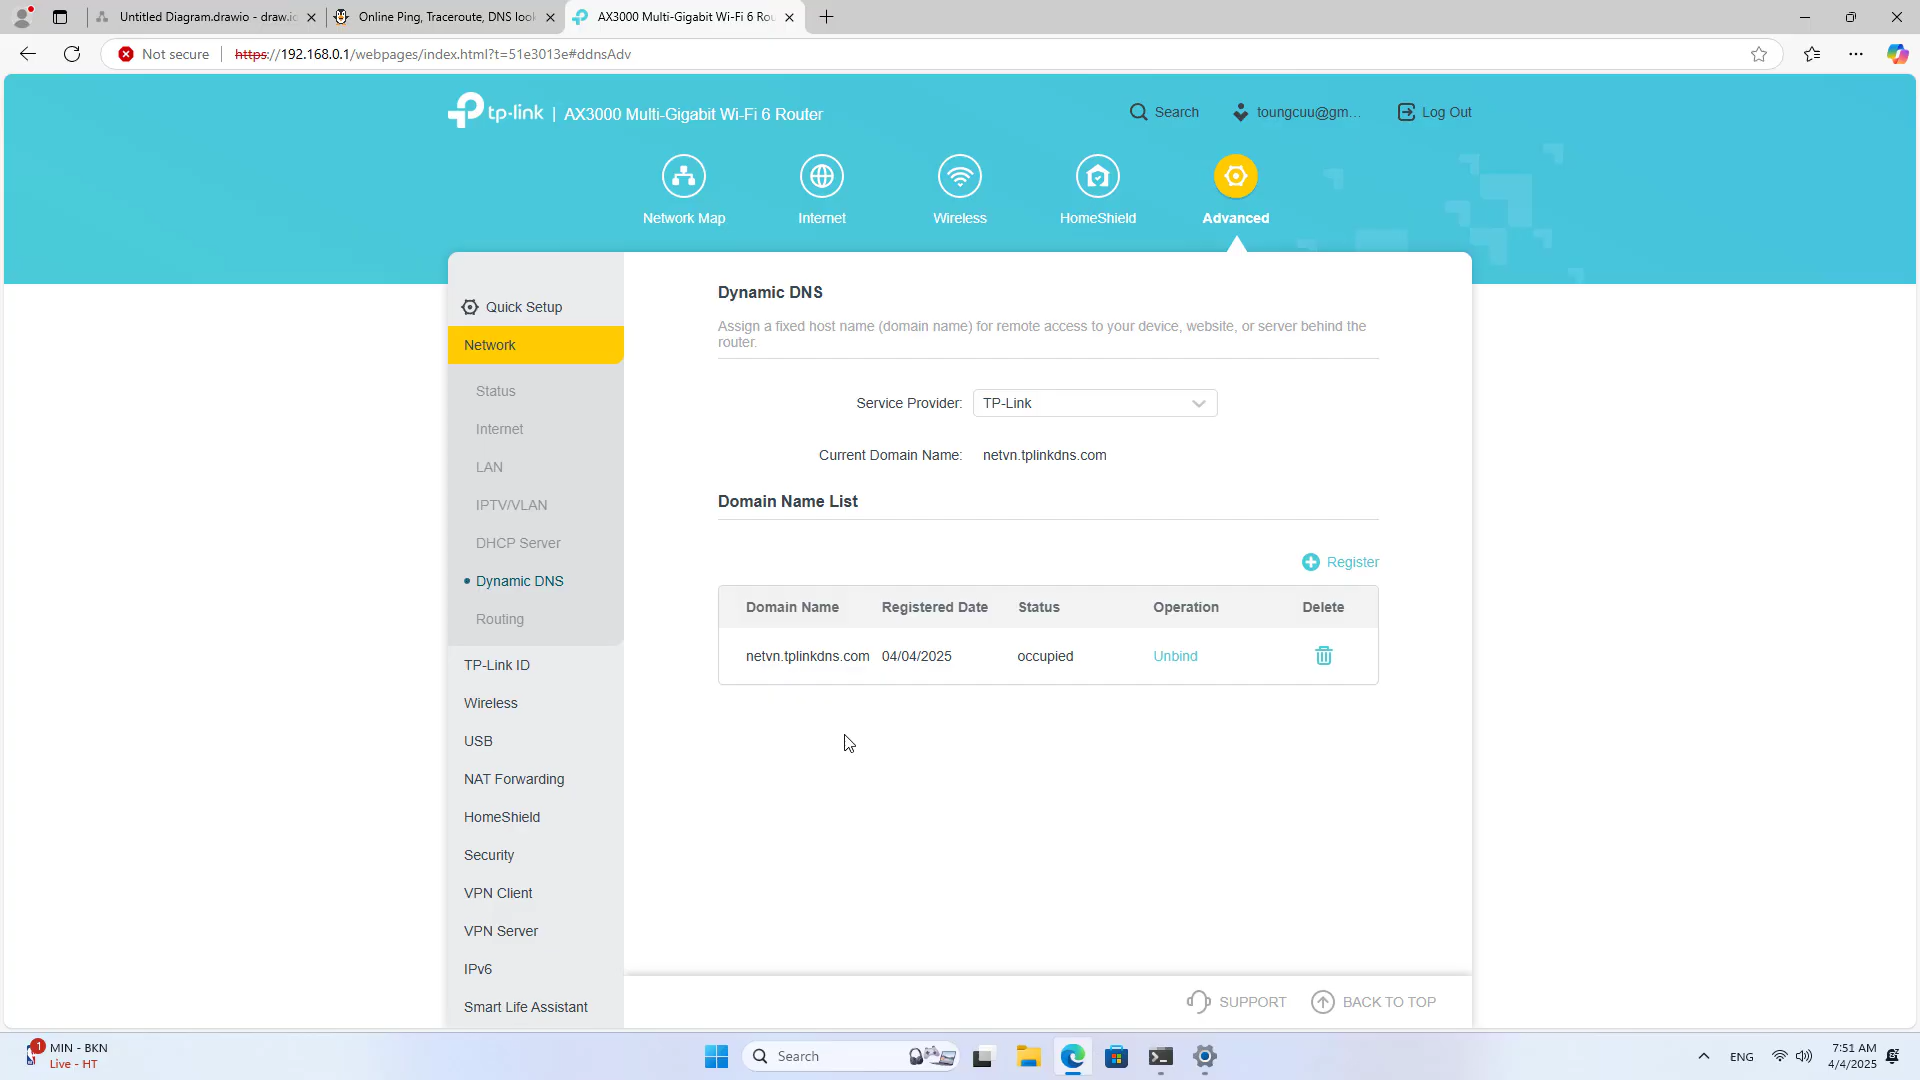 Untitled Diagram.drawio - draw.i
Online Ping, Traceroute, DNS look
AX3000 Multi-Gigabit Wi-Fi 6 Rou
Not secure
https://192.168.0.1/webpages/index.html?t=51e3013e#ddnsAdv
tp-link | AX3000 Multi-Gigabit Wi-Fi 6 Router
Search
toungcuu@gm...
Log Out
Network Map
Internet
Wireless
HomeShield
Advanced
Quick Setup
Network
Status
Internet
LAN
IPTV/VLAN
DHCP Server
Dynamic DNS
Routing
TP-Link ID
Wireless
USB
NAT Forwarding
HomeShield
Security
VPN Client
VPN Server
IPv6
Smart Life Assistant
Dynamic DNS
Assign a fixed host name (domain name) for remote access to your device, website, or server behind the
router.
Service Provider: TP-Link
Current Domain Name: netvn.tplinkdns.com
Domain Name List
Register
Domain Name Registered Date Status Operation Delete
netvn.tplinkdns.com 04/04/2025 occupied Unbind
SUPPORT
BACK TO TOP
1
MIN - BKN
Live - HT
Search
ENG
7:51 AM
4/4/2025